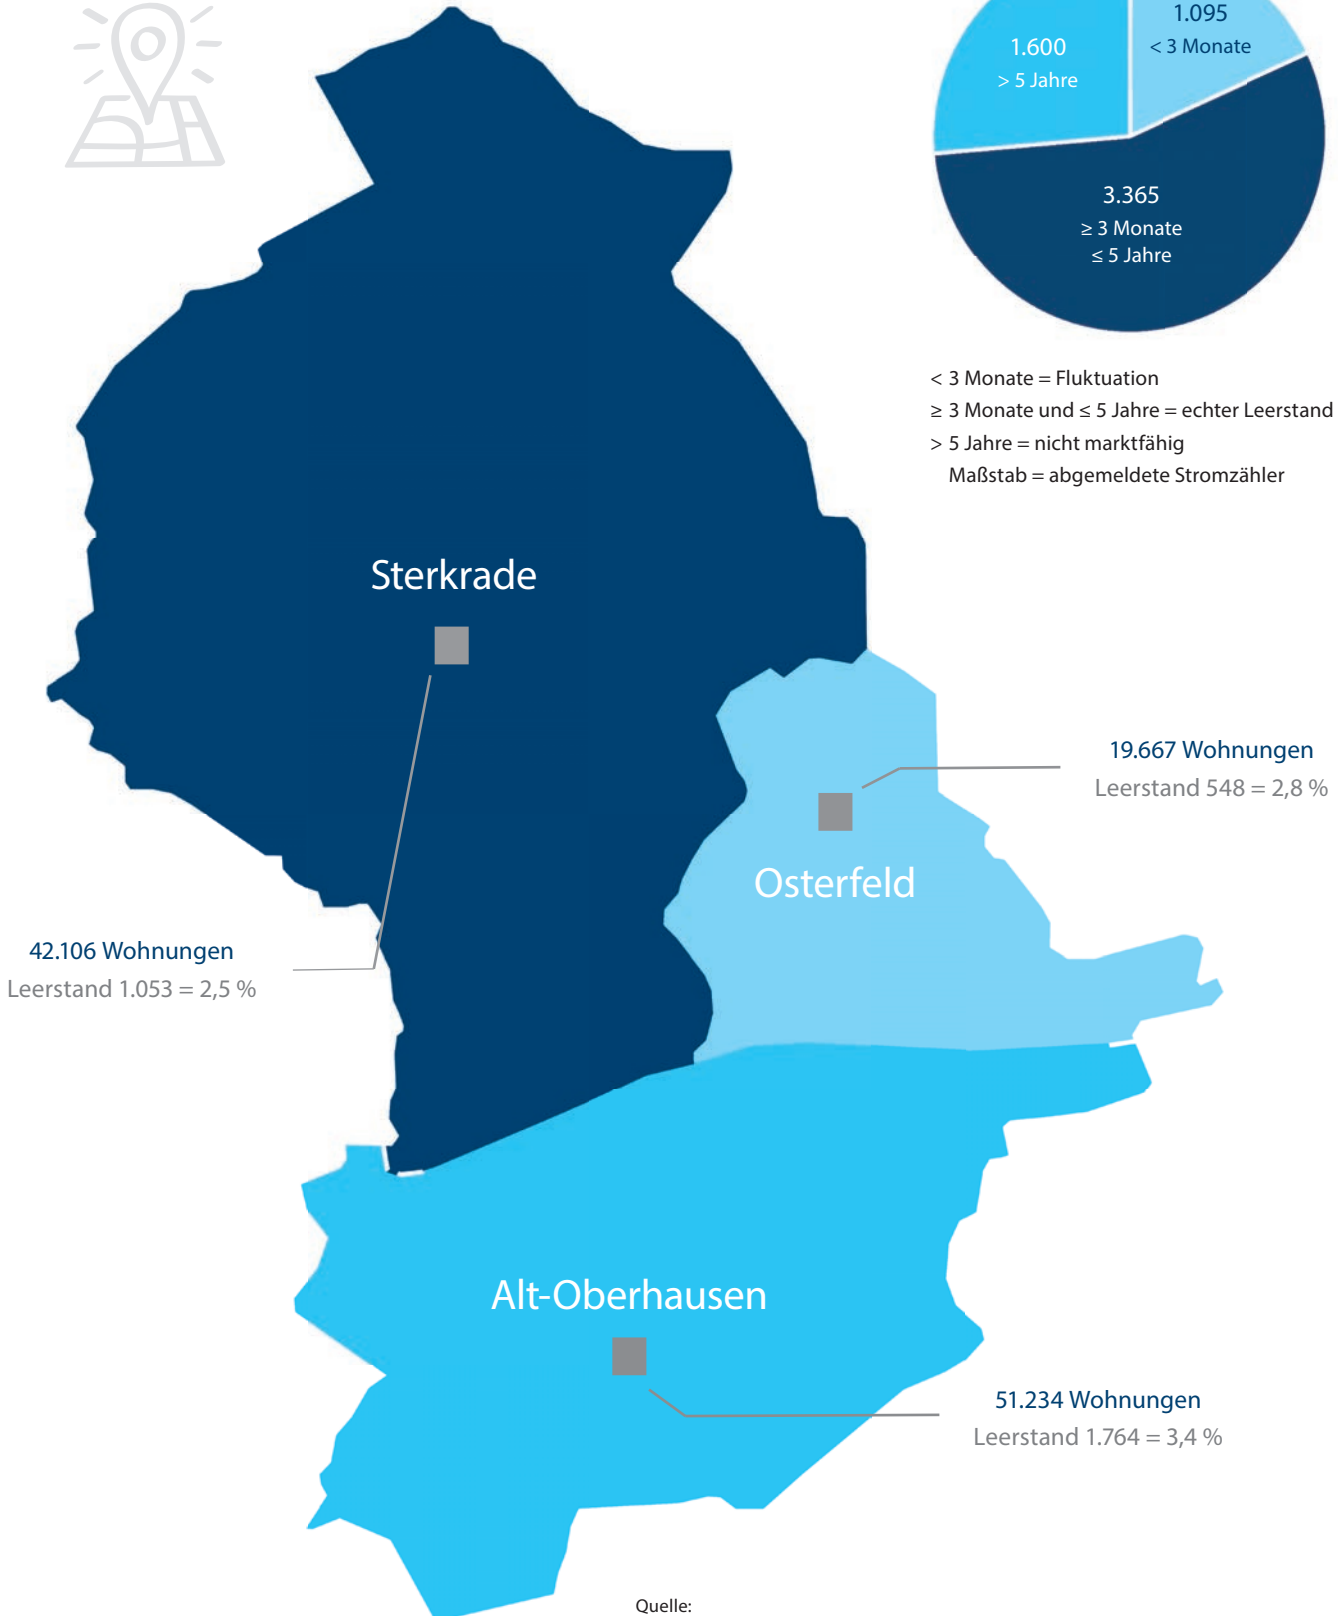 1.095
< 3 Monate
1.600
> 5 Jahre
3.365
≥ 3 Monate
≤ 5 Jahre
< 3 Monate = Fluktuation
≥ 3 Monate und ≤ 5 Jahre = echter Leerstand
> 5 Jahre = nicht marktfähig
Maßstab = abgemeldete Stromzähler
Sterkrade
19.667 Wohnungen
Leerstand 548 = 2,8 %
Osterfeld
42.106 Wohnungen
Leerstand 1.053 = 2,5 %
Alt-Oberhausen
51.234 Wohnungen
Leerstand 1.764 = 3,4 %
Quelle: